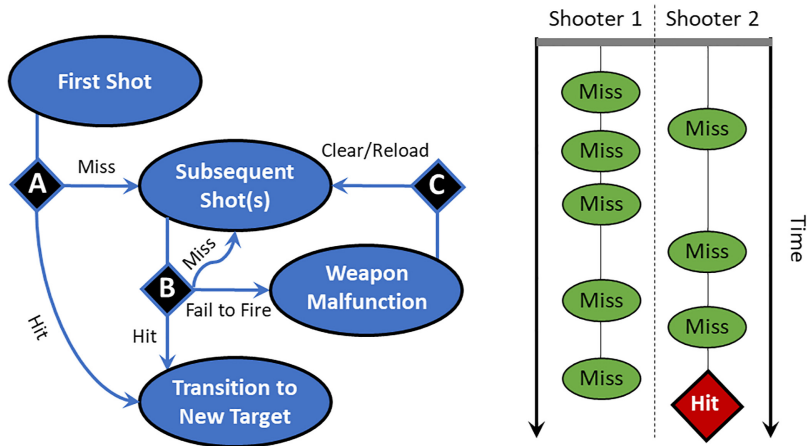 First Shot
A
Miss
Hit
Subsequent
Shot(s)
Clear/Reload
C
Miss
B
Fail to Fire
Hit
Weapon
Malfunction
Transition to
New Target
Shooter 1
Shooter 2
Miss
Miss
Miss
Miss
Miss
Miss
Miss
Miss
Hit
Time